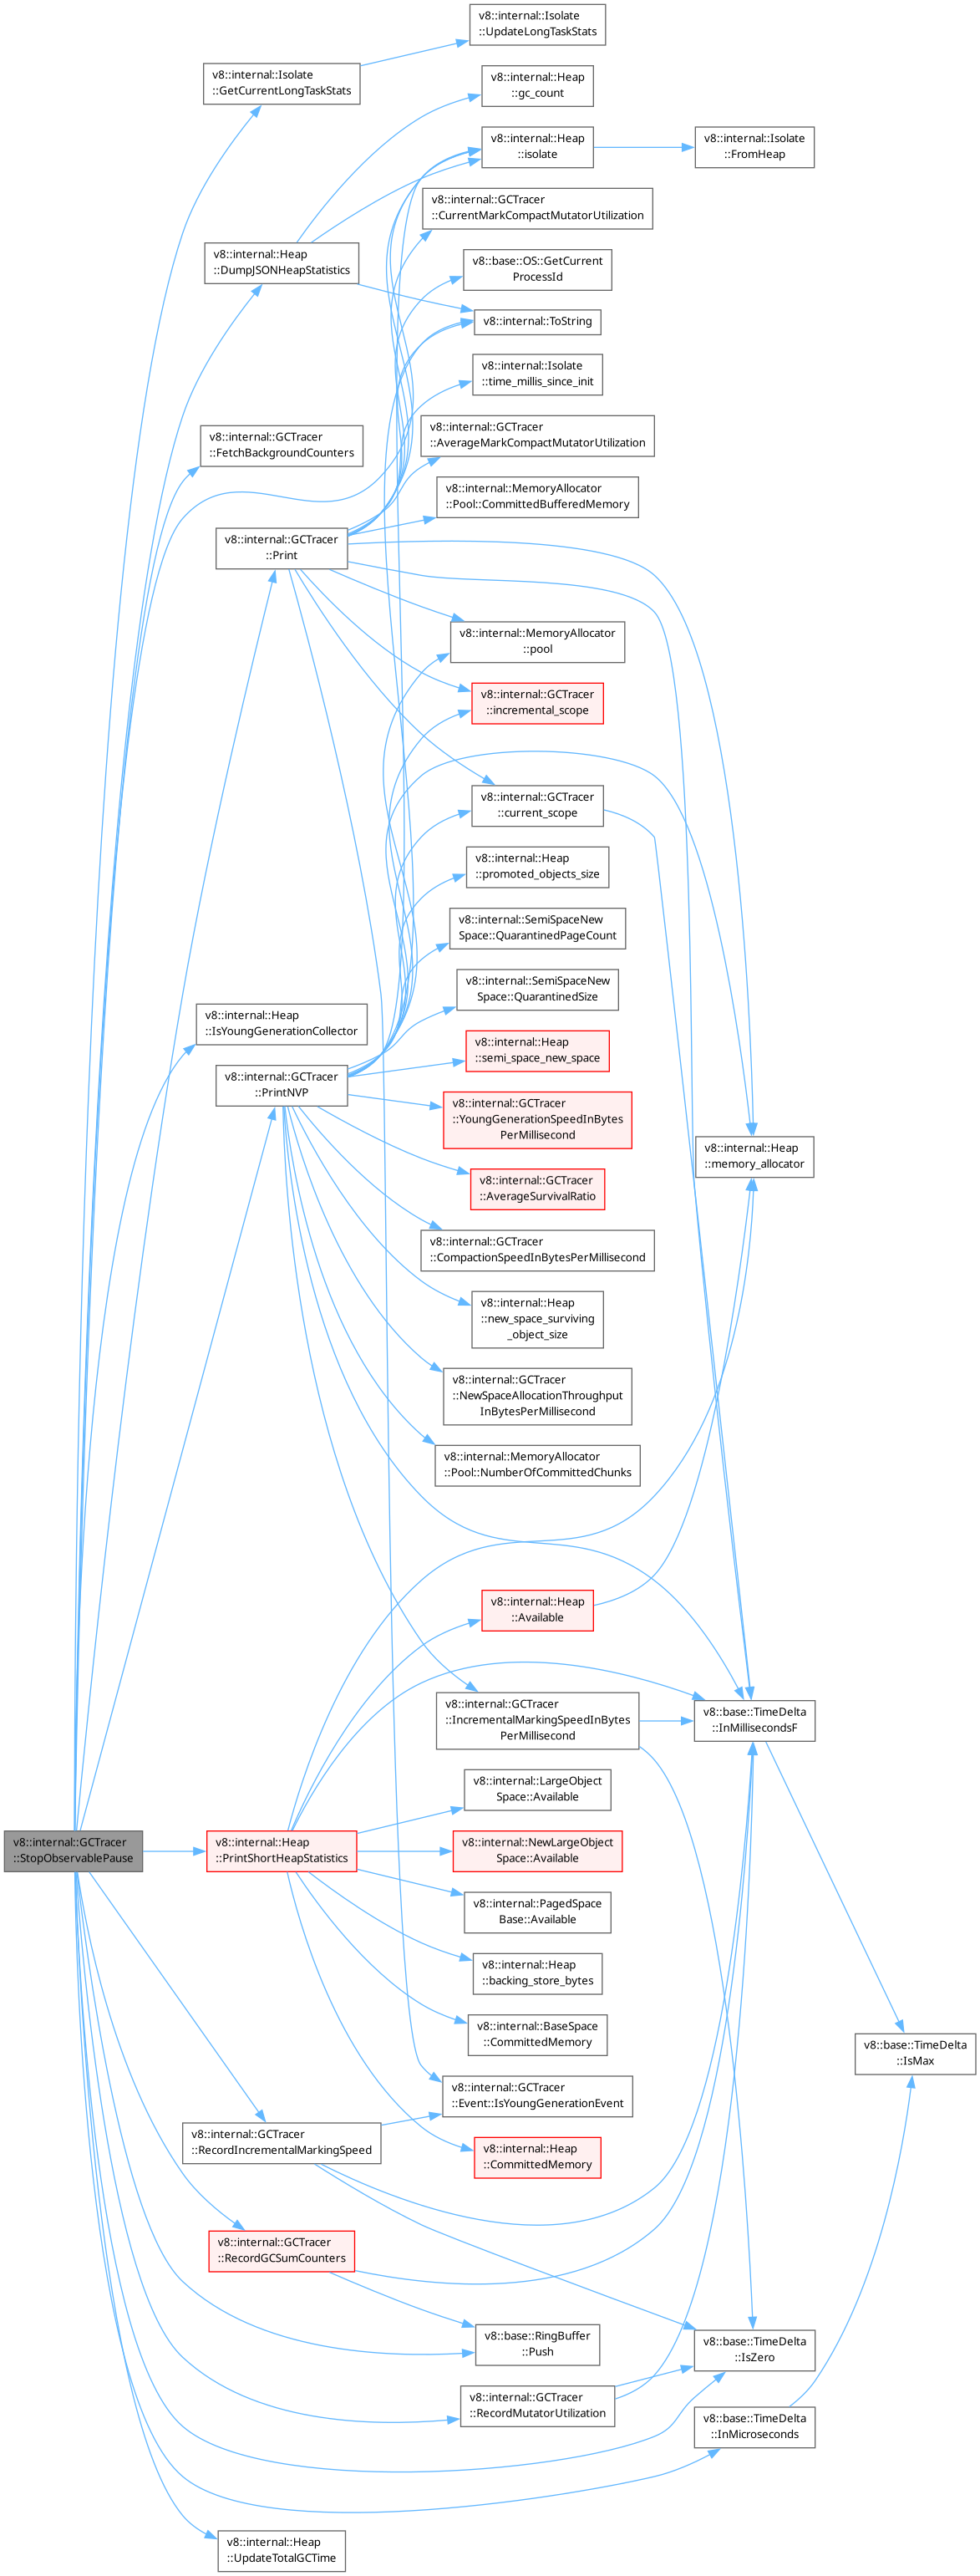 v8::internal::Isolate
::UpdateLongTaskStats
v8::internal::Isolate
::GetCurrentLongTaskStats
v8::internal::Heap
::gc_count
v8::internal::Heap
::isolate
v8::internal::Isolate
::FromHeap
v8::internal::GCTracer
::CurrentMarkCompactMutatorUtilization
v8::internal::Heap
::DumpJSONHeapStatistics
v8::base::OS::GetCurrent
ProcessId
v8::internal::ToString
v8::internal::Isolate
::time_millis_since_init
v8::internal::GCTracer
::FetchBackgroundCounters
v8::internal::GCTracer
::AverageMarkCompactMutatorUtilization
v8::internal::MemoryAllocator
::Pool::CommittedBufferedMemory
v8::internal::GCTracer
::Print
v8::internal::MemoryAllocator
::pool
v8::internal::GCTracer
::incremental_scope
v8::internal::GCTracer
::current_scope
v8::internal::Heap
::promoted_objects_size
v8::internal::SemiSpaceNew
Space::QuarantinedPageCount
v8::internal::SemiSpaceNew
Space::QuarantinedSize
v8::internal::Heap
::IsYoungGenerationCollector
v8::internal::Heap
::semi_space_new_space
v8::internal::GCTracer
::PrintNVP
v8::internal::GCTracer
::YoungGenerationSpeedInBytes
PerMillisecond
v8::internal::Heap
::memory_allocator
v8::internal::GCTracer
::AverageSurvivalRatio
v8::internal::GCTracer
::CompactionSpeedInBytesPerMillisecond
v8::internal::Heap
::new_space_surviving
_object_size
v8::internal::GCTracer
::NewSpaceAllocationThroughput
InBytesPerMillisecond
v8::internal::MemoryAllocator
::Pool::NumberOfCommittedChunks
v8::internal::Heap
::Available
v8::internal::GCTracer
::IncrementalMarkingSpeedInBytes
PerMillisecond
v8::base::TimeDelta
::InMillisecondsF
v8::internal::LargeObject
Space::Available
v8::internal::GCTracer
::StopObservablePause
v8::internal::Heap
::PrintShortHeapStatistics
v8::internal::NewLargeObject
Space::Available
v8::internal::PagedSpace
Base::Available
v8::internal::Heap
::backing_store_bytes
v8::internal::BaseSpace
::CommittedMemory
v8::base::TimeDelta
::IsMax
v8::internal::GCTracer
::Event::IsYoungGenerationEvent
v8::internal::GCTracer
::RecordIncrementalMarkingSpeed
v8::internal::Heap
::CommittedMemory
v8::internal::GCTracer
::RecordGCSumCounters
v8::base::RingBuffer
::Push
v8::base::TimeDelta
::IsZero
v8::internal::GCTracer
::RecordMutatorUtilization
v8::base::TimeDelta
::InMicroseconds
v8::internal::Heap
::UpdateTotalGCTime